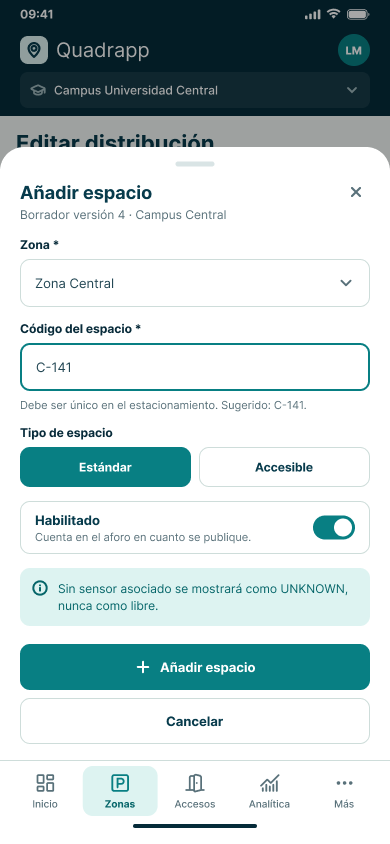 09:41
Quadrapp
LM
Campus Universidad Central
Editar distribución
Añadir espacio
Borrador versión 4 · Campus Central
Zona *
Zona Central
Código del espacio *
C-141
Debe ser único en el estacionamiento. Sugerido: C-141.
Tipo de espacio
Estándar
Accesible
Habilitado
Cuenta en el aforo en cuanto se publique.
Sin sensor asociado se mostrará como UNKNOWN,
nunca como libre.
Añadir espacio
Cancelar
Inicio
Zonas
Accesos
Analítica
Más